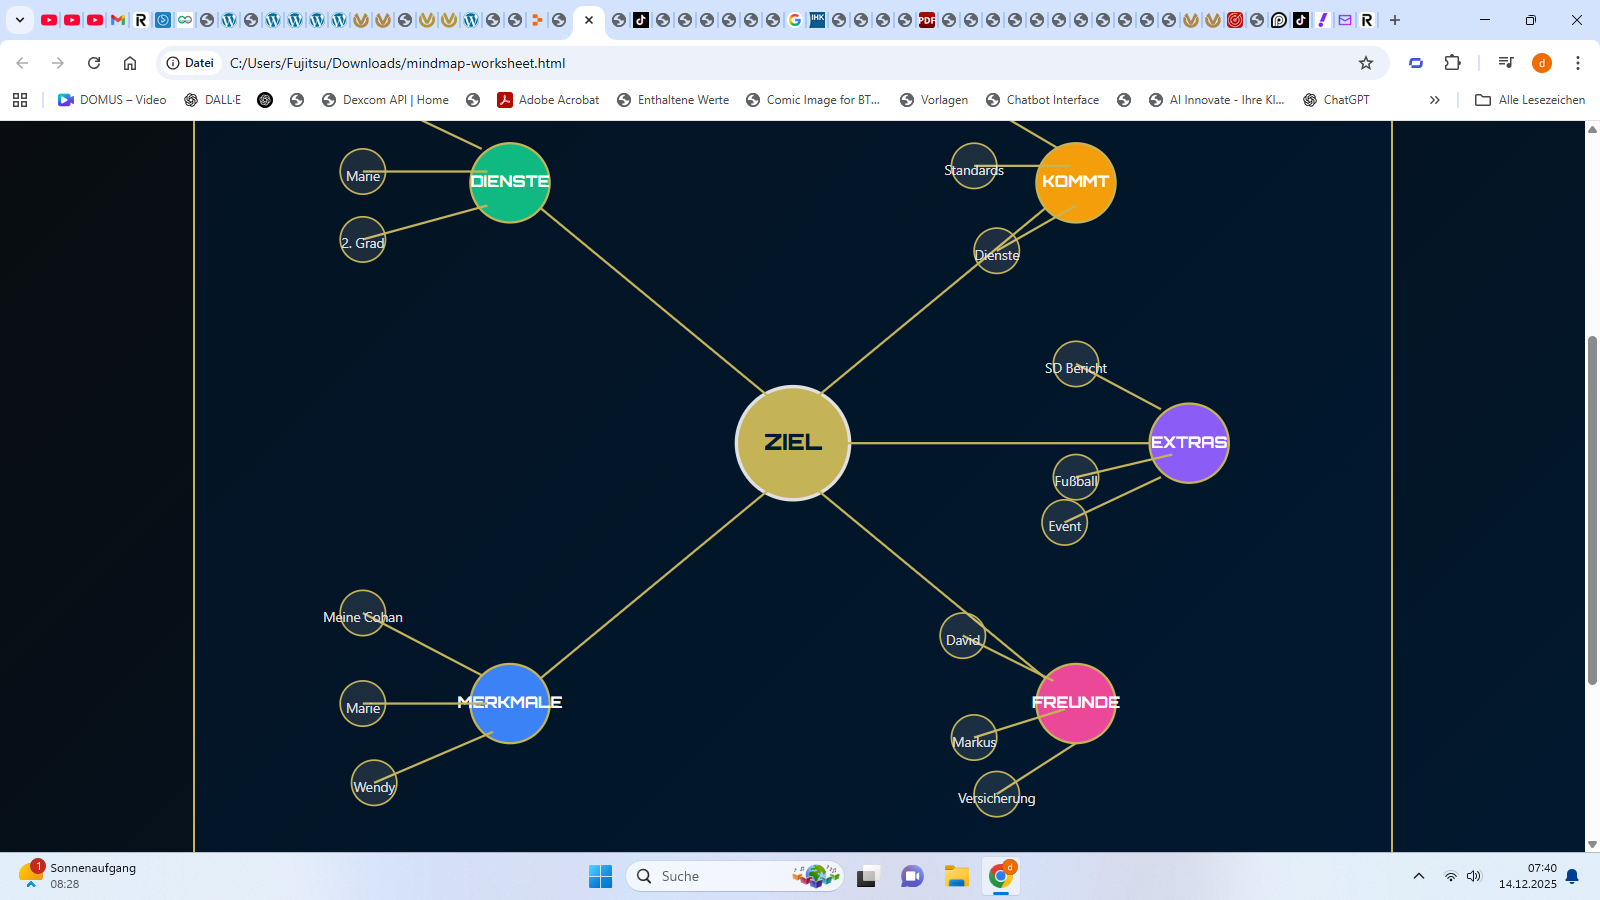 Datei
C:/Users/Fujitsu/Downloads/mindmap-worksheet.html
DOMUS – Video
DALL·E
Dexcom API | Home
Adobe Acrobat
Enthaltene Werte
Comic Image for BT...
Vorlagen
Chatbot Interface
AI Innovate - Ihre KI...
ChatGPT
Alle Lesezeichen
IHK
PDF
d
Marie
DIENSTE
2. Grad
Standards
KOMMT
Dienste
SD Bericht
ZIEL
EXTRAS
Fußball
Event
Meine Cohan
David
Marie
MERKMALE
FREUNDE
Markus
Wendy
Versicherung
1
Sonnenaufgang
08:28
Suche
d
07:40
14.12.2025